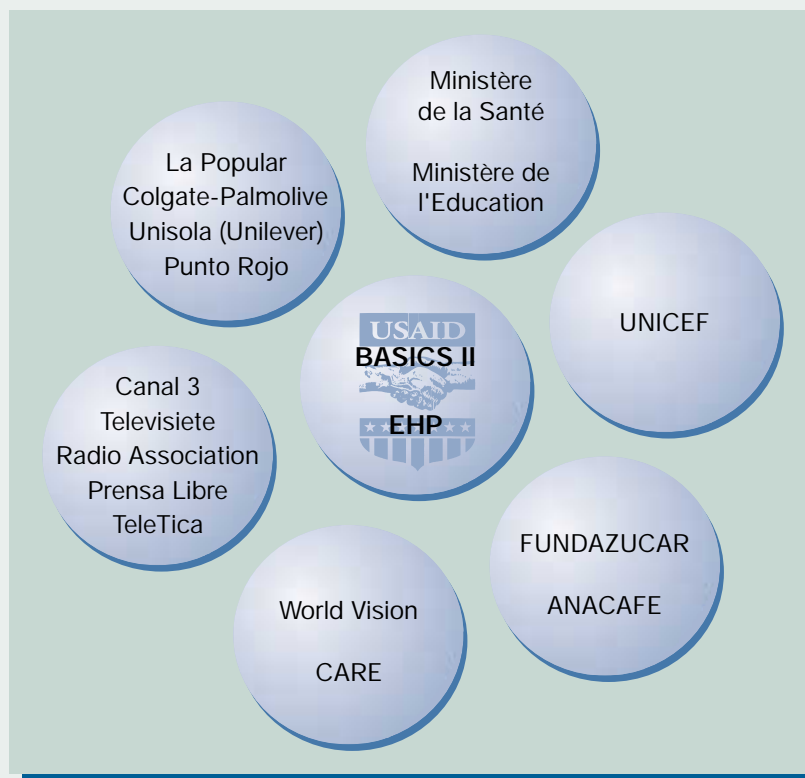 Ministère
de la Santé
Ministère de
l'Education
La Popular
Colgate-Palmolive
Unisola (Unilever)
Punto Rojo
UNICEF
USAID
BASICS II
EHP
Canal 3
Televisiete
Radio Association
Prensa Libre
TeleTica
FUNDAZUCAR
ANACAFE
World Vision
CARE